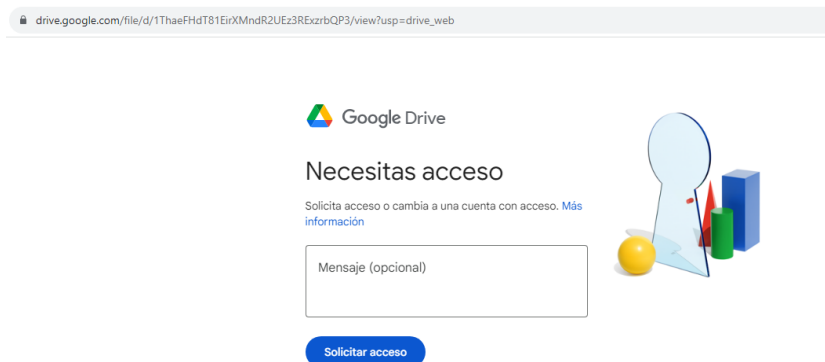 drive.google.com/file/d/1ThaeFHdT81EirXMndR2UEz3RExzrbQP3/view?usp=drive_web
Google Drive
Necesitas acceso
Solicita acceso o cambia a una cuenta con acceso. Más
información
Mensaje (opcional)
Solicitar acceso